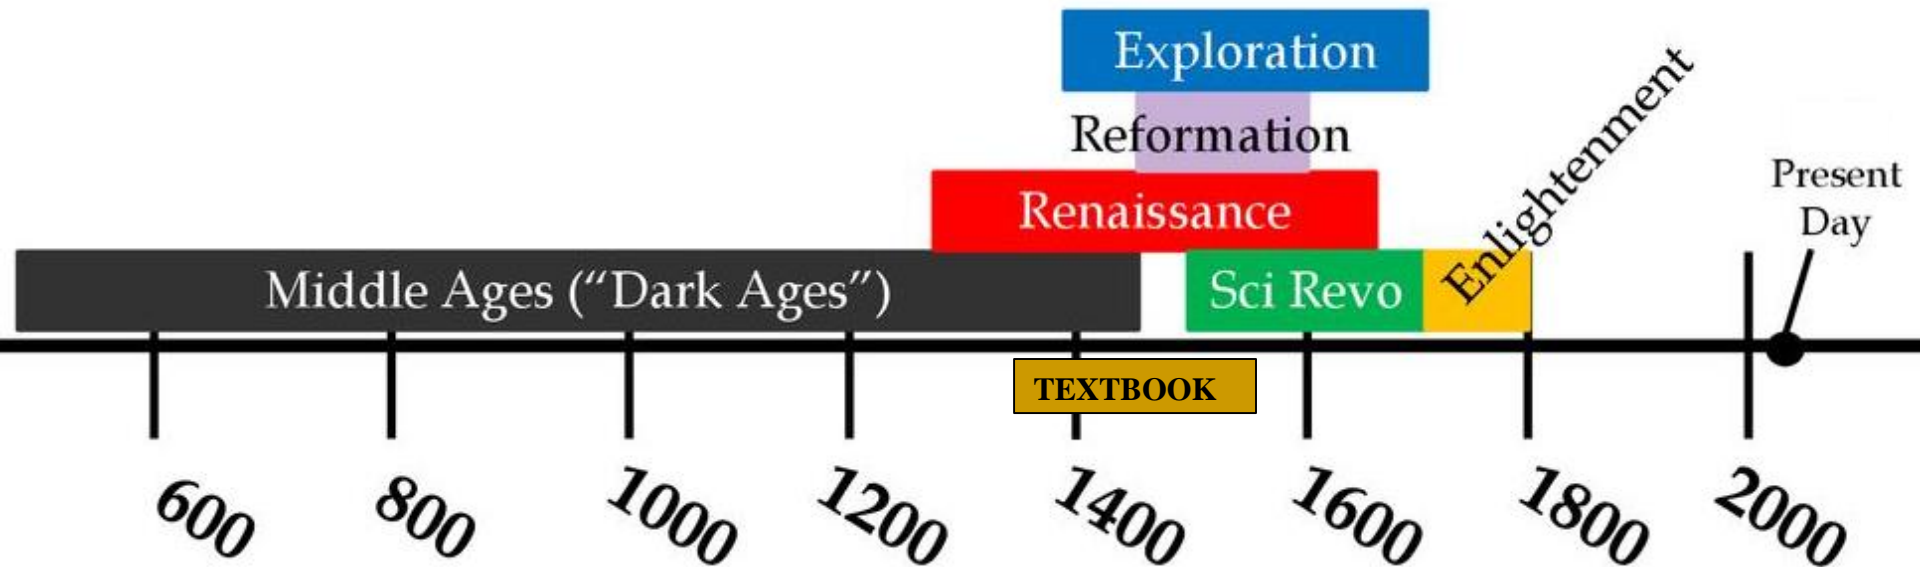 Exploration
Reformation
Enlightenment
Present
Day
Renaissance
Middle Ages (“Dark Ages”)
Sci Revo
TEXTBOOK
600
800
1000
1200
1400
1600
1800
2000